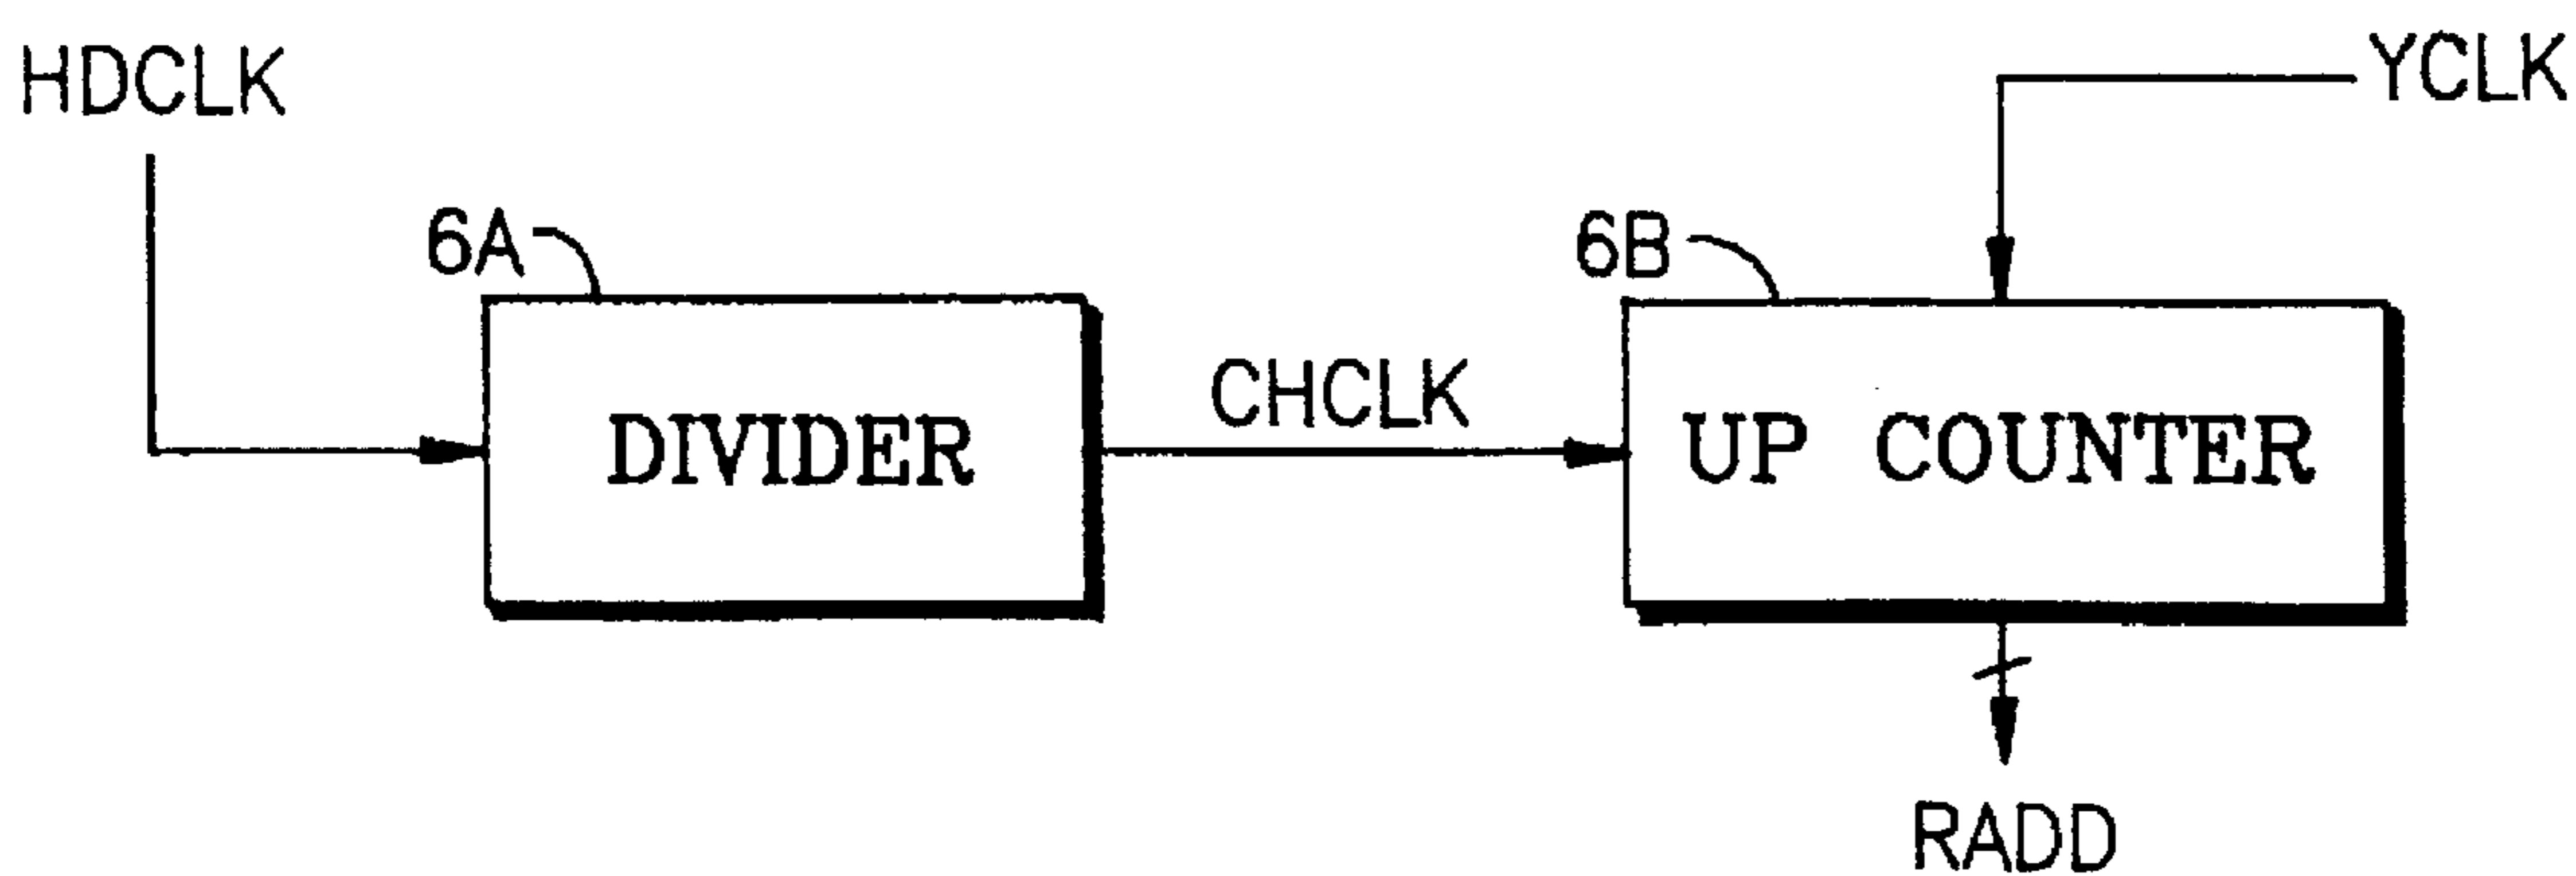 HDCLK
YCLK
6A
6B
CHCLK
DIVIDER
UP COUNTER
RADD